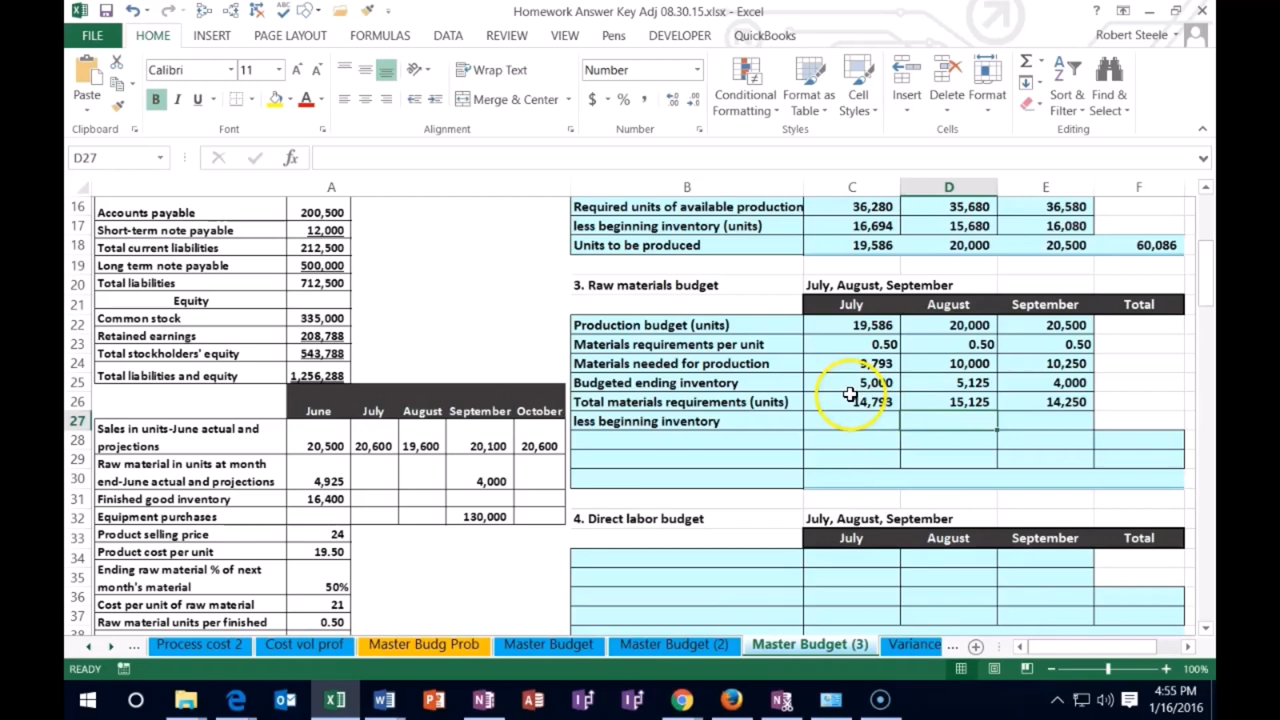 Homework Answer Key Adj 08.30.15.xlsx - Excel
FILE HOME INSERT PAGE LAYOUT FORMULAS DATA REVIEW VIEW Pens DEVELOPER QuickBooks Robert Steele
Paste
Calibri 11
B I U
Wrap Text
Merge & Center
Number
$ % ,
Conditional Formatting
Format as Table
Cell Styles
Insert Delete Format
Sort & Filter
Find & Select
Clipboard Font Alignment Number Styles Cells Editing
D27 fx
A B C D E F
16 Accounts payable 200,500 Required units of available production 36,280 35,680 36,580
17 Short-term note payable 12,000 less beginning inventory (units) 16,694 15,680 16,080
18 Total current liabilities 212,500 Units to be produced 19,586 20,000 20,500 60,086
19 Long term note payable 500,000
20 Total liabilities 712,500 3. Raw materials budget July, August, September
21 Equity July August September Total
22 Common stock 335,000 Production budget (units) 19,586 20,000 20,500
23 Retained earnings 208,788 Materials requirements per unit 0.50 0.50 0.50
24 Total stockholders' equity 543,788 Materials needed for production 9,793 10,000 10,250
25 Total liabilities and equity 1,256,288 Budgeted ending inventory 5,000 5,125 4,000
26 June July August September October Total materials requirements (units) 14,793 15,125 14,250
27 less beginning inventory
28 Sales in units-June actual and projections 20,500 20,600 19,600 20,100 20,600
29
30 Raw material in units at month end-June actual and projections 4,925 4,000
31 Finished good inventory 16,400
32 Equipment purchases 130,000 4. Direct labor budget July, August, September
33 Product selling price 24 July August September Total
34 Product cost per unit 19.50
35 Ending raw material % of next month's material 50%
36 Cost per unit of raw material 21
37 Raw material units per finished 0.50
38
... Process cost 2 Cost vol prof Master Budg Prob Master Budget Master Budget (2) Master Budget (3) Variance ...
READY 100%
4:55 PM
1/16/2016